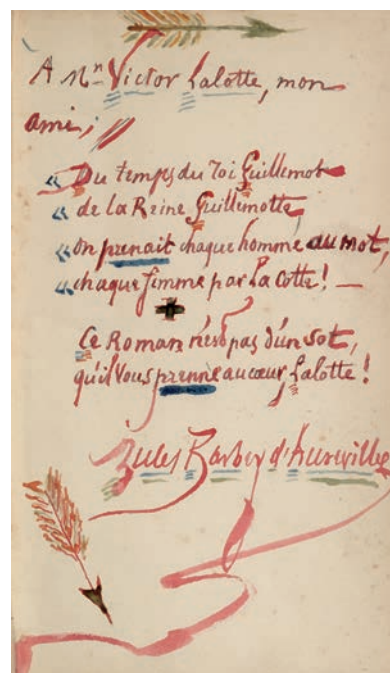 A Mr. Victor Lalotte, mon
ami,
« Du temps du roi Guillemot
« de la Reine Guillemotte,
« on prenait chaque homme au mot,
« chaque femme par la cotte! —
Ce Roman n'est pas d'un sot,
qu'il vous prenne au cœur, Lalotte!
Jules Barbey d'Aurevilly